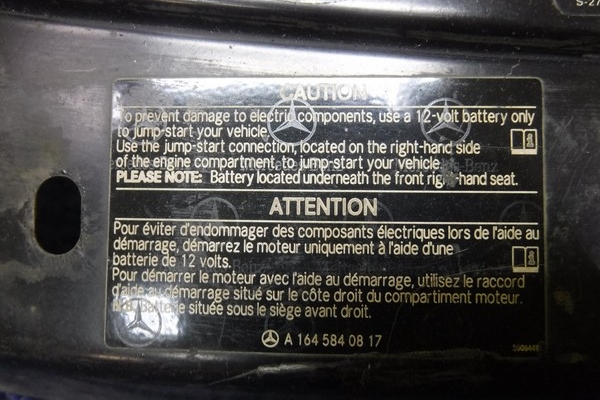 S-27
CAUTION
To prevent damage to electric components, use a 12-volt battery only
to jump-start your vehicle.
Use the jump-start connection, located on the right-hand side
of the engine compartment, to jump-start your vehicle.
PLEASE NOTE: Battery located underneath the front right-hand seat.
ATTENTION
Pour éviter d'endommager des composants électriques lors de l'aide au
démarrage, démarrez le moteur uniquement à l'aide d'une
batterie de 12 volts.
Pour démarrer le moteur avec l'aide au démarrage, utilisez le raccord
d'aide au démarrage situé sur le côte droit du compartiment moteur.
Batterie située sous le siège avant droit.
A 164 584 08 17